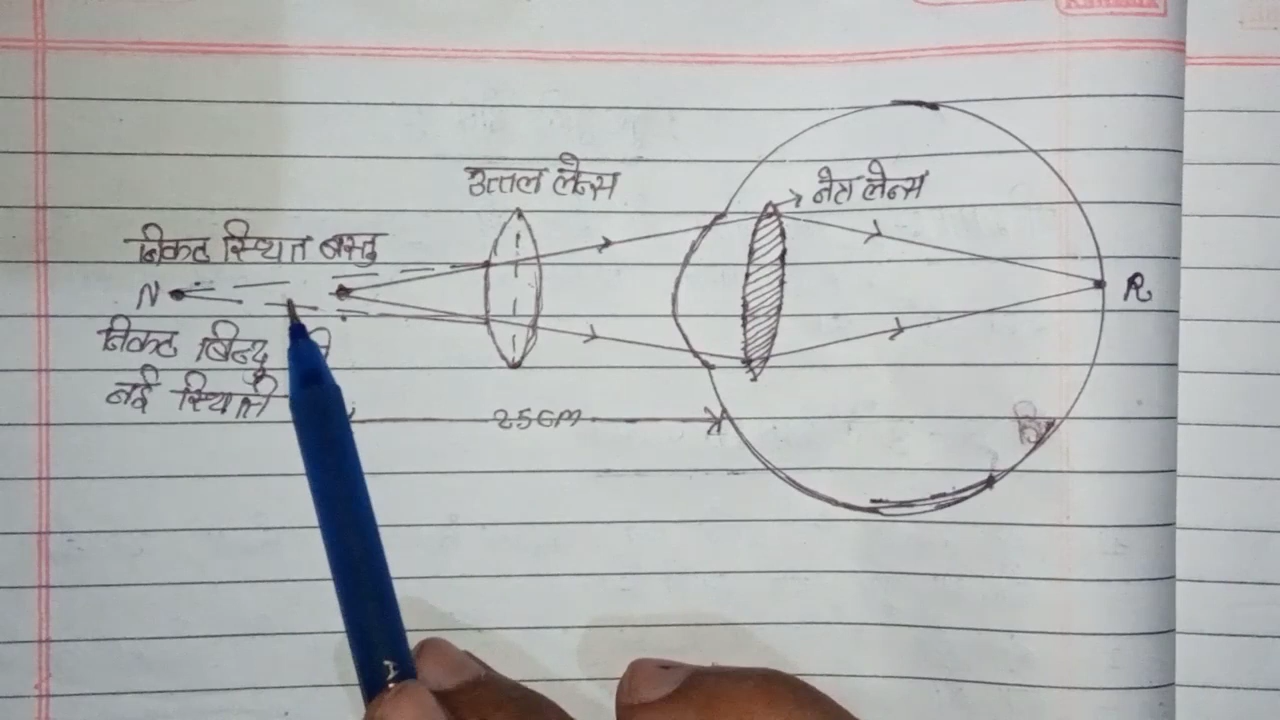 उत्तल लेन्स
नेत्र लेन्स
निकट स्थित वस्तु
N
R
निकट बिन्दु
नई स्थिति
25cm